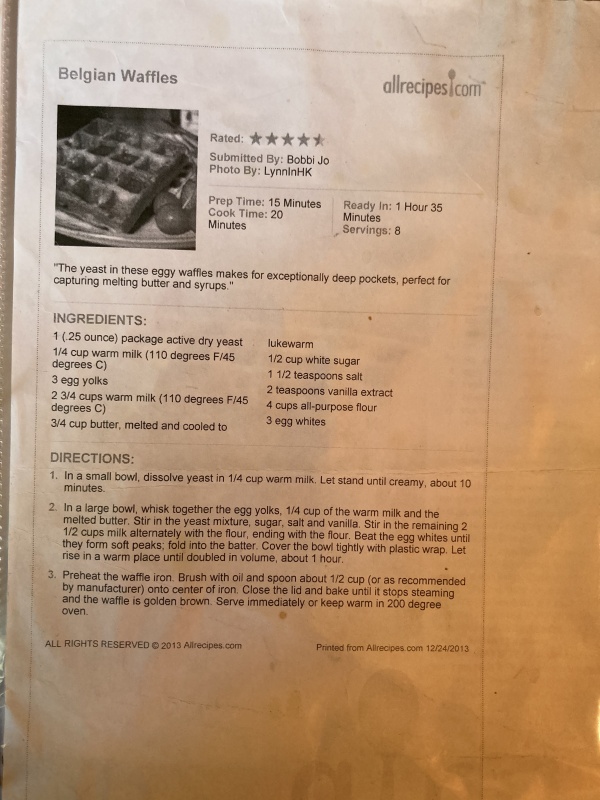 Belgian Waffles
allrecipes.com
Rated:
Submitted By: Bobbi Jo
Photo By: LynnInHK
Prep Time: 15 Minutes
Cook Time: 20
Minutes
Ready In: 1 Hour 35
Minutes
Servings: 8
"The yeast in these eggy waffles makes for exceptionally deep pockets, perfect for
capturing melting butter and syrups."
INGREDIENTS:
1 (.25 ounce) package active dry yeast
1/4 cup warm milk (110 degrees F/45
degrees C)
3 egg yolks
2 3/4 cups warm milk (110 degrees F/45
degrees C)
3/4 cup butter, melted and cooled to
lukewarm
1/2 cup white sugar
1 1/2 teaspoons salt
2 teaspoons vanilla extract
4 cups all-purpose flour
3 egg whites
DIRECTIONS:
1. In a small bowl, dissolve yeast in 1/4 cup warm milk. Let stand until creamy, about 10
minutes.
2. In a large bowl, whisk together the egg yolks, 1/4 cup of the warm milk and the
melted butter. Stir in the yeast mixture, sugar, salt and vanilla. Stir in the remaining 2
1/2 cups milk alternately with the flour, ending with the flour. Beat the egg whites until
they form soft peaks; fold into the batter. Cover the bowl tightly with plastic wrap. Let
rise in a warm place until doubled in volume, about 1 hour.
3. Preheat the waffle iron. Brush with oil and spoon about 1/2 cup (or as recommended
by manufacturer) onto center of iron. Close the lid and bake until it stops steaming
and the waffle is golden brown. Serve immediately or keep warm in 200 degree
oven.
ALL RIGHTS RESERVED © 2013 Allrecipes.com
Printed from Allrecipes.com 12/24/2013